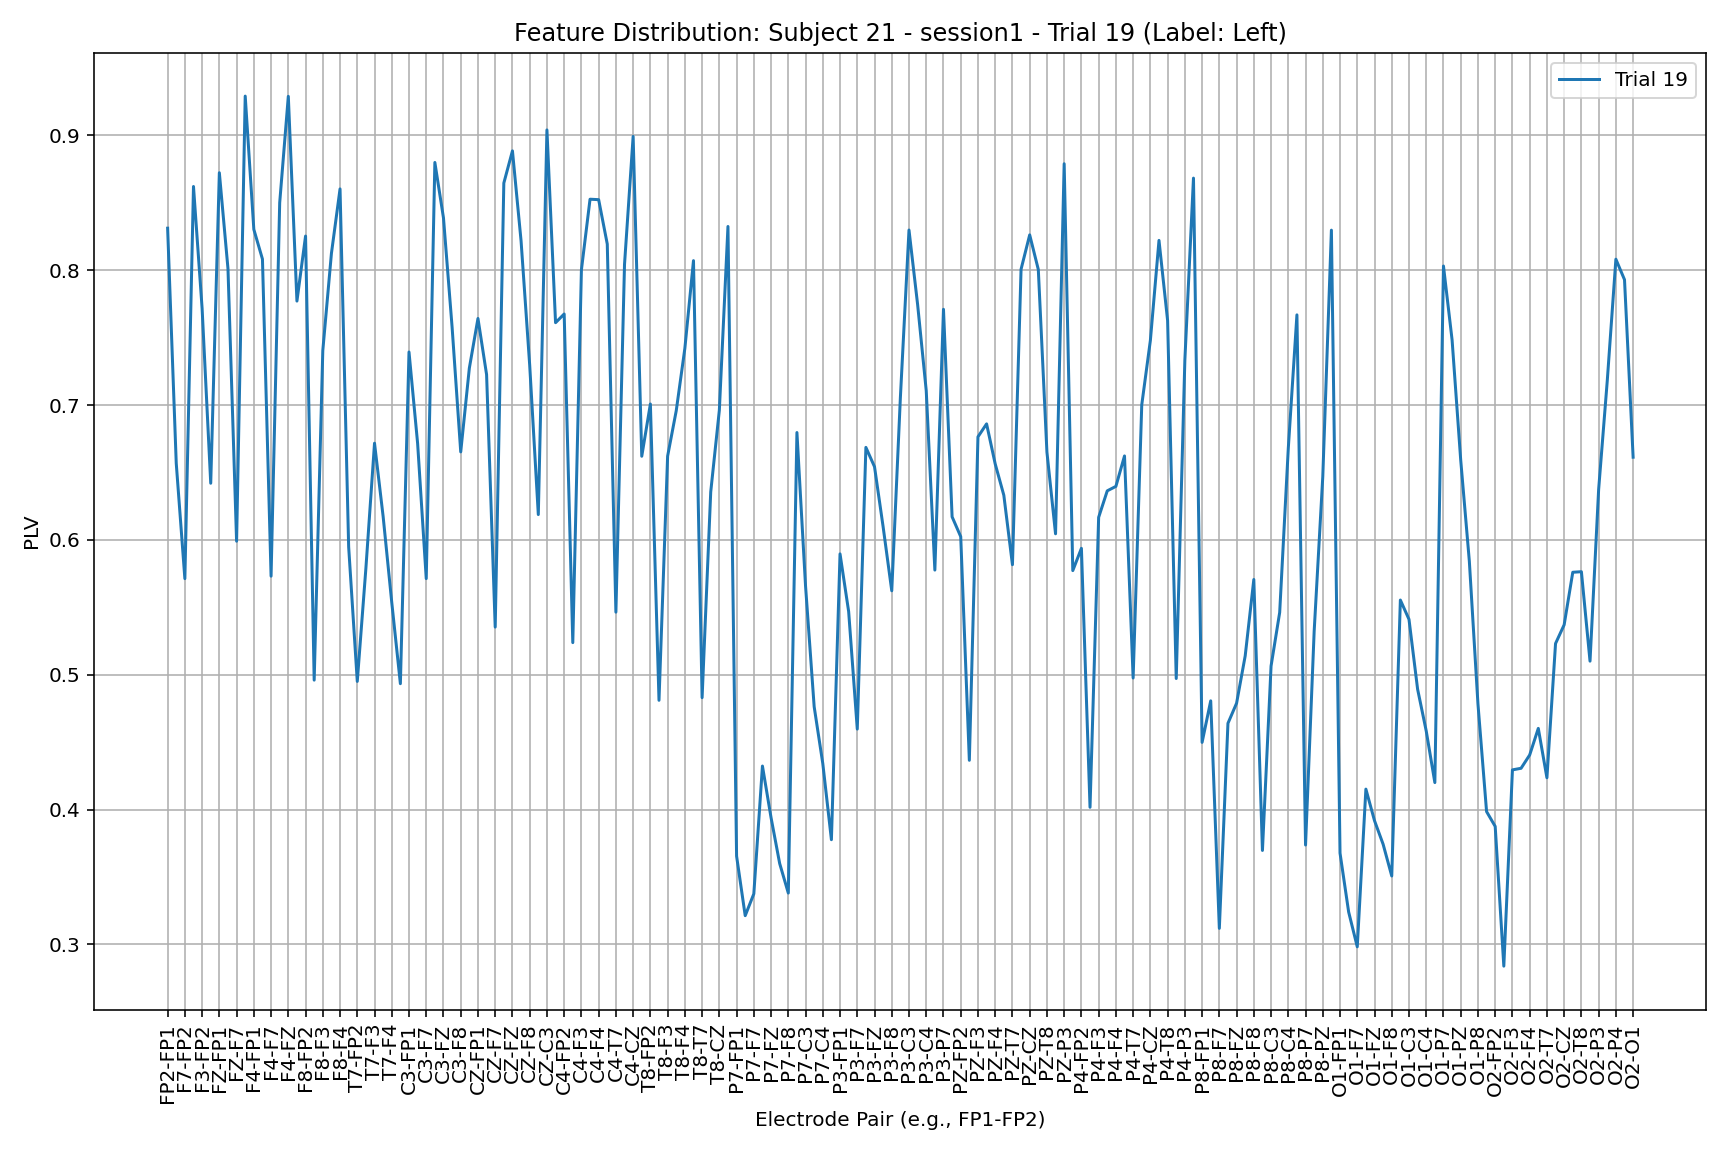 Feature Distribution: Subject 21 - session1 - Trial 19 (Label: Left)
Trial 19
PLV
0.9
0.8
0.7
0.6
0.5
0.4
0.3
FP2-FP1
F7-FP2
F3-FP2
FZ-FP1
FZ-F7
F4-FP1
F4-F7
F4-FZ
F8-FP2
F8-F3
F8-F4
T7-FP2
T7-F3
T7-F4
C3-FP1
C3-F7
C3-FZ
C3-F8
CZ-FP1
CZ-F7
CZ-FZ
CZ-F8
CZ-C3
C4-FP2
C4-F3
C4-F4
C4-T7
C4-CZ
T8-FP2
T8-F3
T8-F4
T8-T7
T8-CZ
P7-FP1
P7-F7
P7-FZ
P7-F8
P7-C3
P7-C4
P3-FP1
P3-F7
P3-FZ
P3-F8
P3-C3
P3-C4
P3-P7
PZ-FP2
PZ-F3
PZ-F4
PZ-T7
PZ-CZ
PZ-T8
PZ-P3
P4-FP2
P4-F3
P4-F4
P4-T7
P4-CZ
P4-T8
P4-P3
P8-FP1
P8-F7
P8-FZ
P8-F8
P8-C3
P8-C4
P8-P7
P8-PZ
O1-FP1
O1-F7
O1-FZ
O1-F8
O1-C3
O1-C4
O1-P7
O1-PZ
O1-P8
O2-FP2
O2-F3
O2-F4
O2-T7
O2-CZ
O2-T8
O2-P3
O2-P4
O2-O1
Electrode Pair (e.g., FP1-FP2)